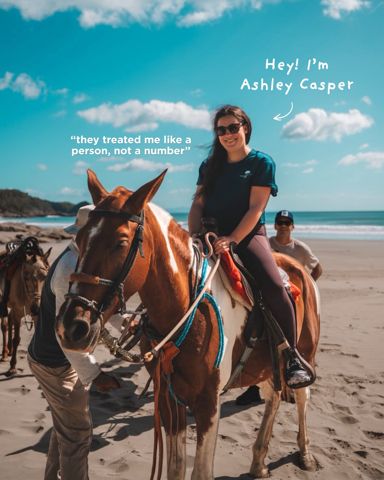 Hey! I'm
Ashley Casper
“they treated me like a
person, not a number”